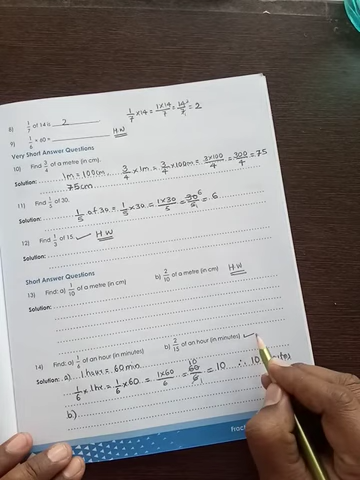 1/7 × 14 = 1×14/7 = 14/7 = 2
8) 1/7 of 14 is 2
9) 1/6 × 60 = H.W
Very Short Answer Questions
10) Find 3/4 of a metre (in cm).
Solution: 1m = 100cm, 3/4 × 1m = 3/4 × 100cm = 3×100/4 = 300/4 = 75
75cm
11) Find 1/5 of 30.
Solution: 1/5 of 30 = 1/5 × 30 = 1×30/5 = 30/5 = 6
12) Find 1/3 of 15. H.W
Solution:
Short Answer Questions
13) Find: a) 1/10 of a metre (in cm) b) 2/10 of a metre (in cm) H.W
Solution:
14) Find: a) 1/6 of an hour (in minutes) b) 2/15 of an hour (in minutes)
Solution: a) 1 hour = 60min
1/6 × 1hr = 1/6 × 60 = 1×60/6 = 60/6 = 10 ∴ 10
b)